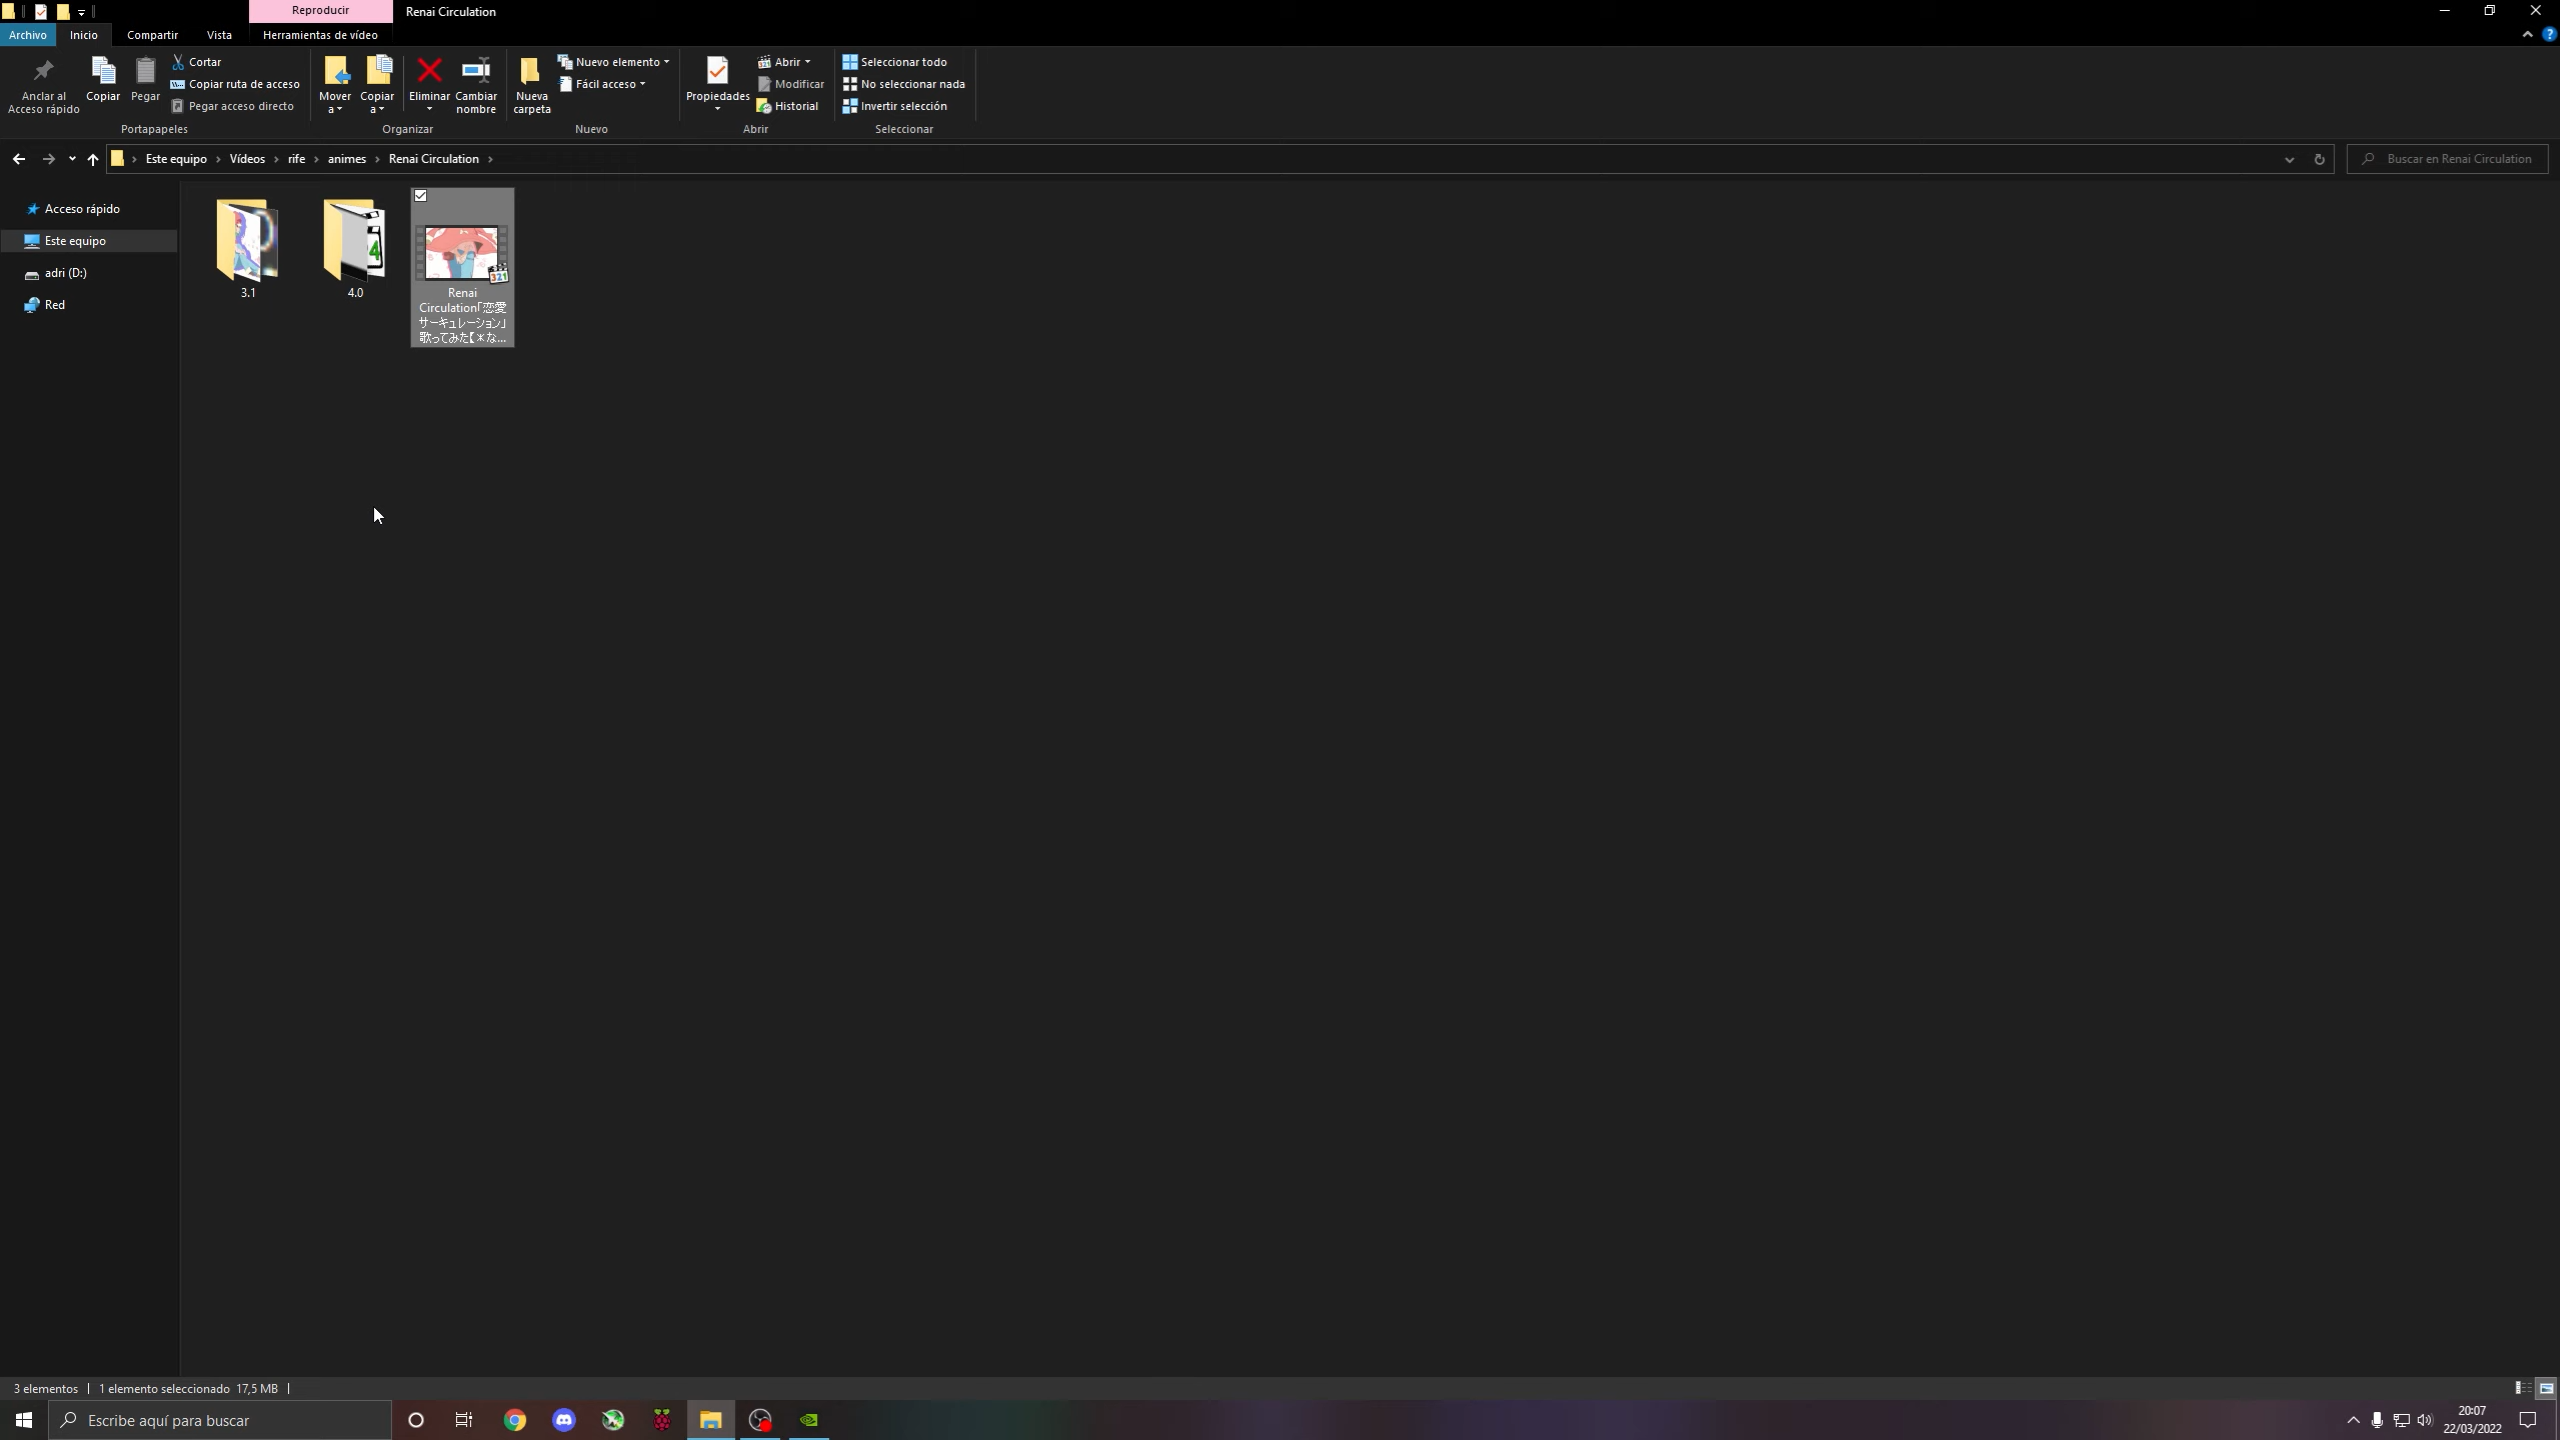 Reproducir
Renai Circulation
Archivo
Inicio
Compartir
Vista
Herramientas de vídeo
Anclar al
Acceso rápido
Copiar
Pegar
Cortar
Copiar ruta de acceso
Pegar acceso directo
Portapapeles
Mover
a
Copiar
a
Eliminar
Cambiar
nombre
Organizar
Nueva
carpeta
Nuevo elemento
Fácil acceso
Nuevo
Propiedades
Abrir
Modificar
Historial
Abrir
Seleccionar todo
No seleccionar nada
Invertir selección
Seleccionar
Este equipo
Vídeos
rife
animes
Renai Circulation
Buscar en Renai Circulation
Acceso rápido
Este equipo
adri (D:)
Red
3.1
4
4.0
321
Renai
Circulation「恋愛
サーキュレーション」
歌ってみた【＊な...
3 elementos
1 elemento seleccionado 17,5 MB
Escribe aquí para buscar
20:07
22/03/2022